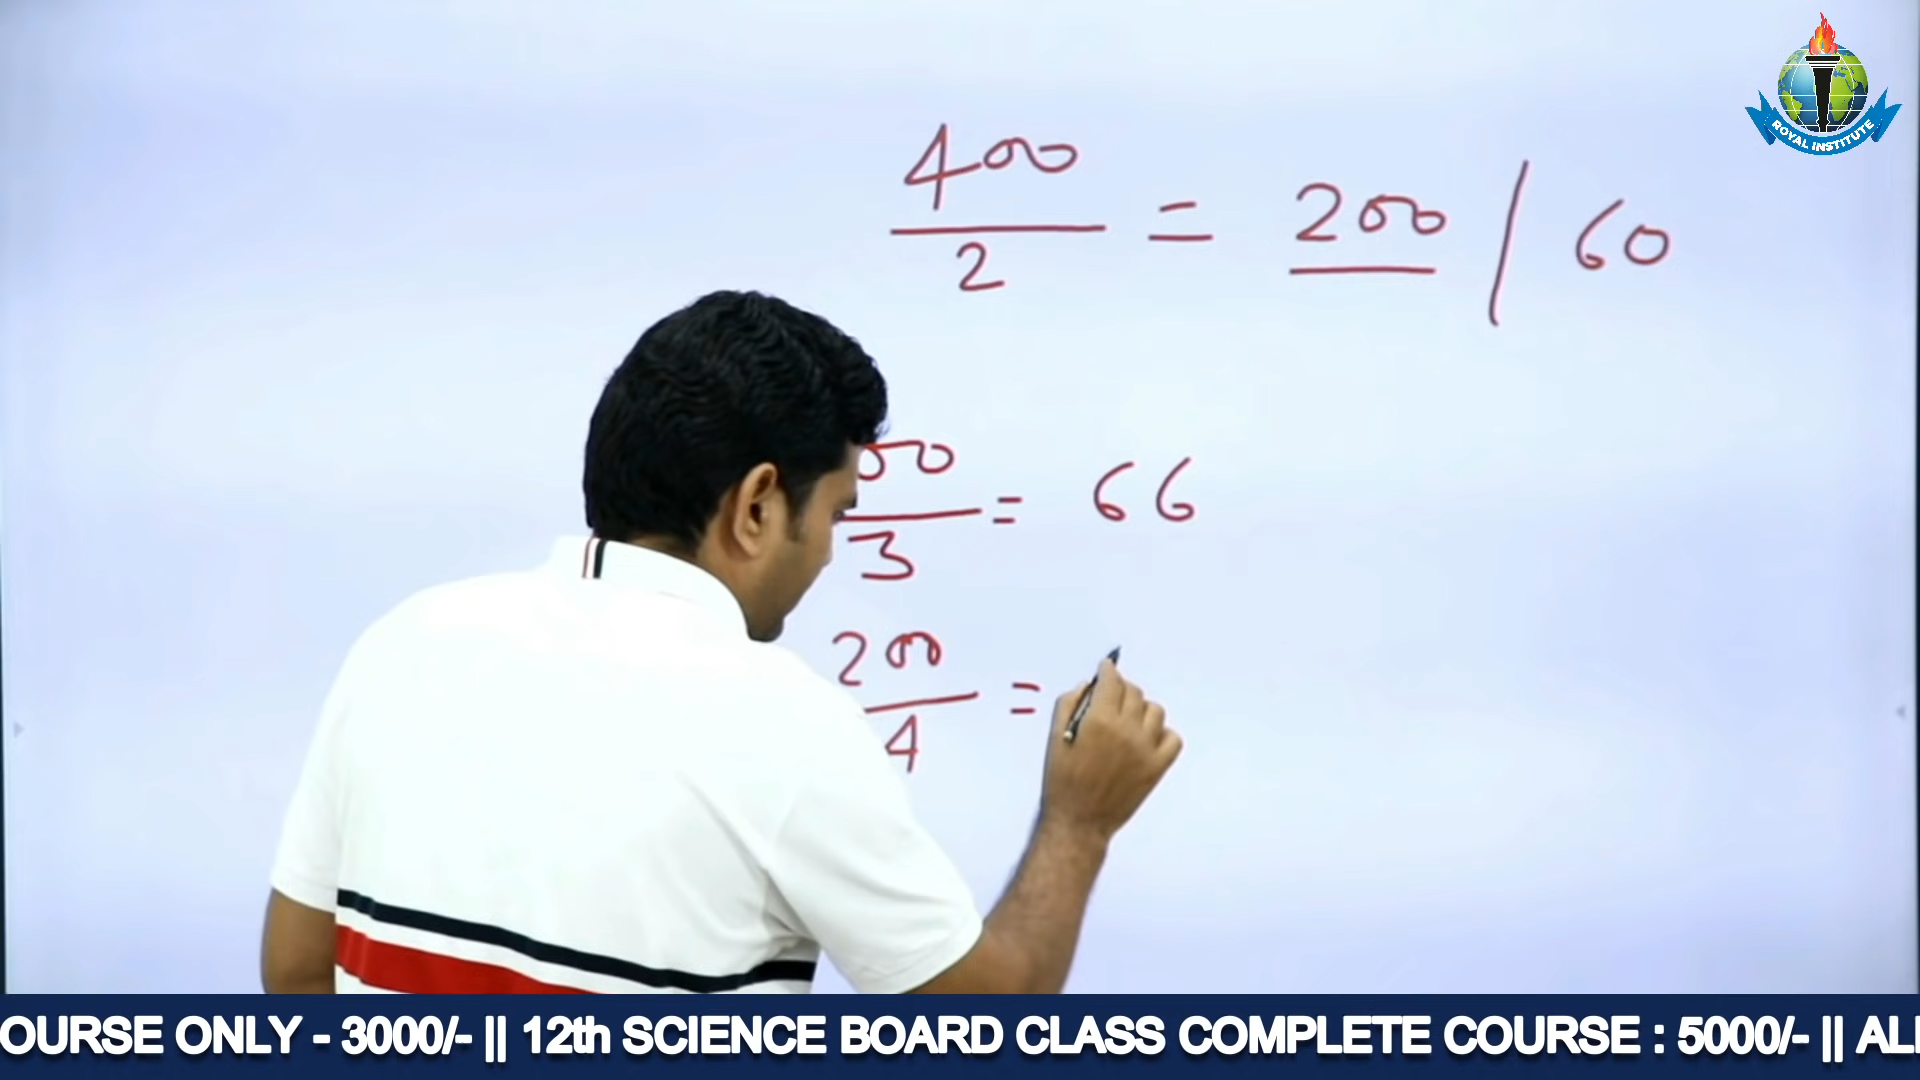 ROYAL INSTITUTE
400
2
= 200 / 60
00
3
= 66
200
4
=
OURSE ONLY - 3000/- || 12th SCIENCE BOARD CLASS COMPLETE COURSE : 5000/- || AL